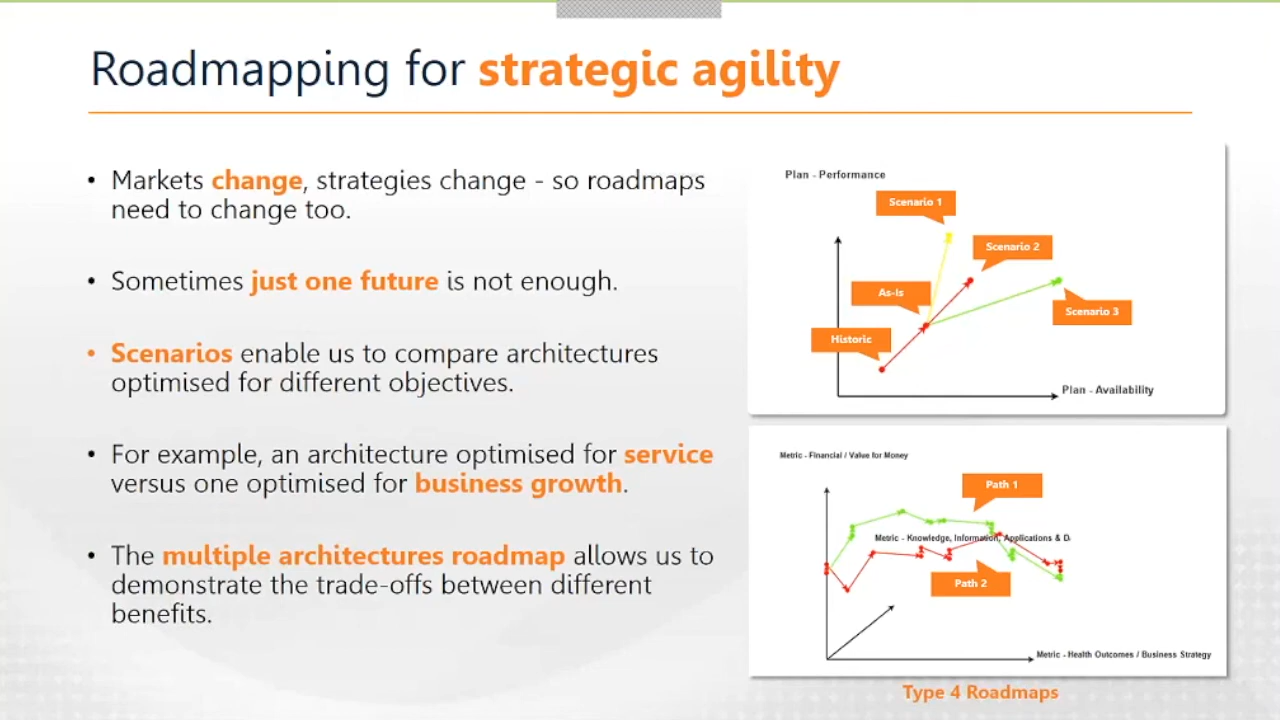 Roadmapping for strategic agility
• Markets change, strategies change - so roadmaps
need to change too.
• Sometimes just one future is not enough.
• Scenarios enable us to compare architectures
optimised for different objectives.
• For example, an architecture optimised for service
versus one optimised for business growth.
• The multiple architectures roadmap allows us to
demonstrate the trade-offs between different
benefits.
Plan - Performance
Scenario 1
Scenario 2
As-Is
Scenario 3
Historic
Plan - Availability
Metric - Financial / Value for Money
Path 1
Metric - Knowledge, Information, Applications & D
Path 2
Metric - Health Outcomes / Business Strategy
Type 4 Roadmaps